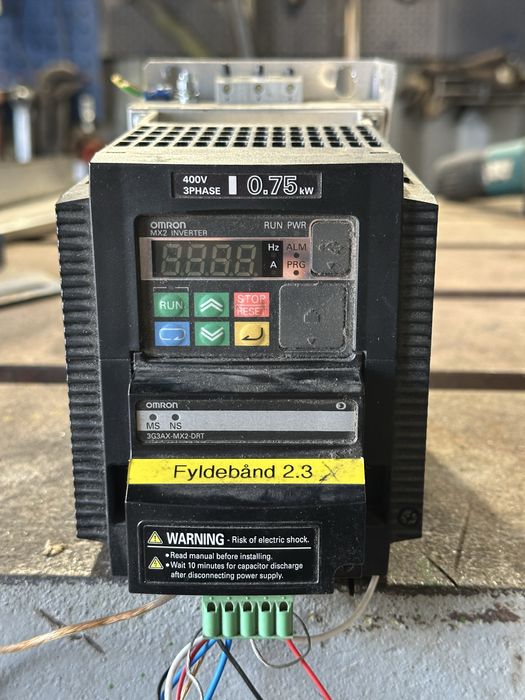 400V
3PHASE 0.75 kW
OMRON
MX2 INVERTER RUN PWR
Hz ALM
A PRG
RUN STOP
RESET
OMRON
MS NS
3G3AX-MX2-DRT
Fyldebånd 2.3
WARNING - Risk of electric shock.
• Read manual before installing.
• Wait 10 minutes for capacitor discharge
after disconnecting power supply.